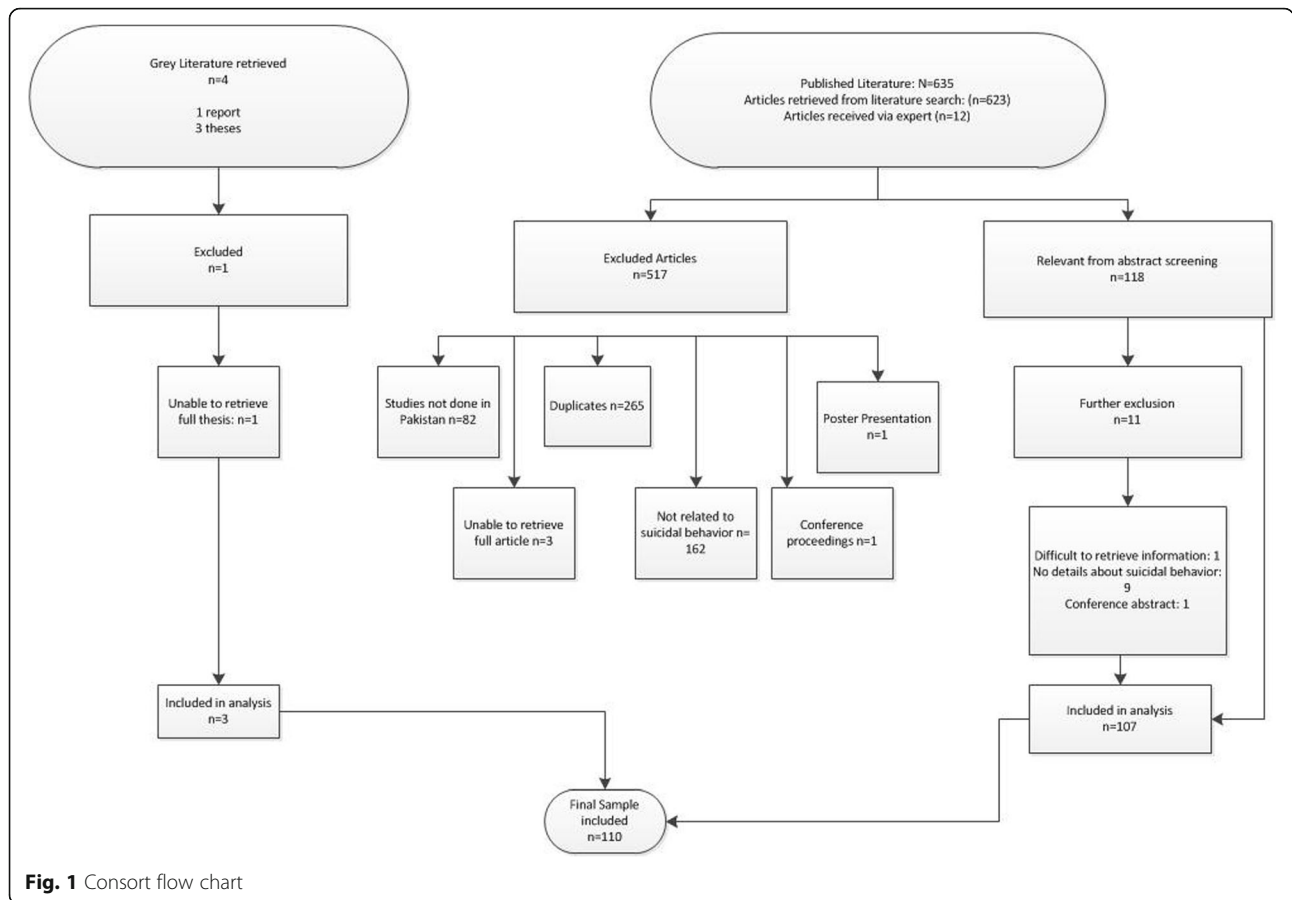 Grey Literature retrieved
n=4
1 report
3 theses
Published Literature: N=635
Articles retrieved from literature search: (n=623)
Articles received via expert (n=12)
Excluded
n=1
Excluded Articles
n=517
Relevant from abstract screening
n=118
Unable to retrieve
full thesis: n=1
Studies not done in
Pakistan n=82
Duplicates n=265
Poster Presentation
n=1
Further exclusion
n=11
Unable to retrieve
full article n=3
Not related to
suicidal behavior n=
162
Conference
proceedings n=1
Difficult to retrieve information: 1
No details about suicidal behavior:
9
Conference abstract: 1
Included in analysis
n=3
Included in analysis
n=107
Final Sample
included
n=110
Fig. 1 Consort flow chart